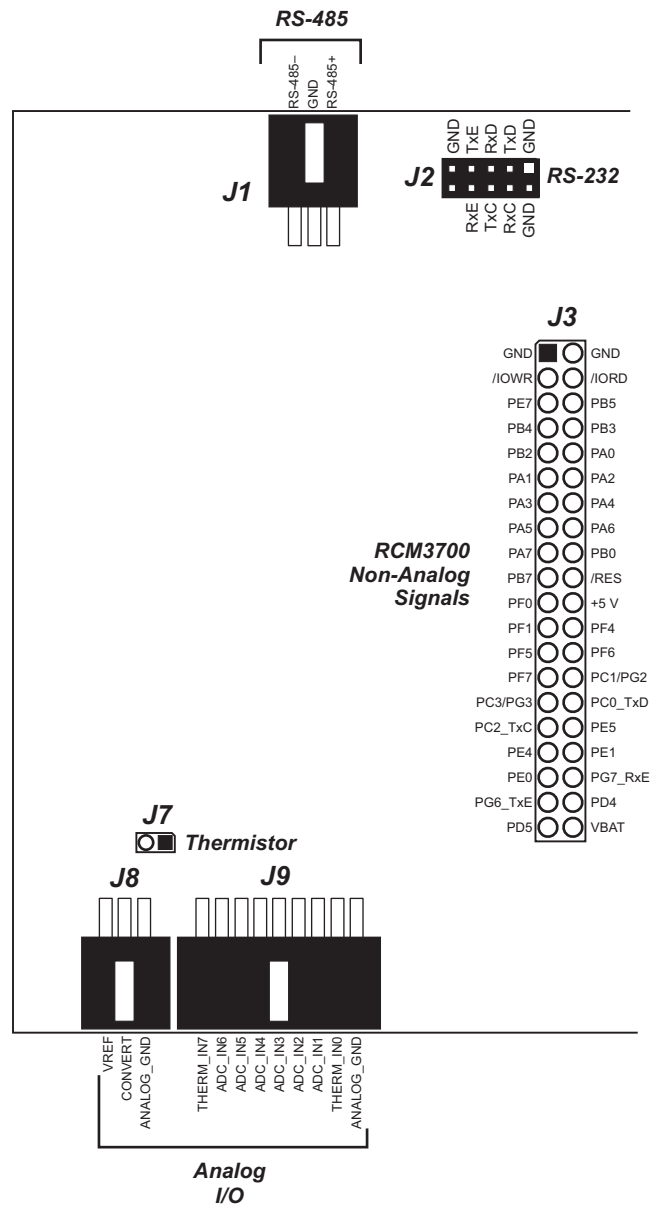 RS-485
RS-485–
GND
RS-485+
J1
GND
TxE
RxD
TxD
GND
J2
RS-232
RxE
TxC
RxC
GND
J3
GND GND
/IOWR /IORD
PE7 PB5
PB4 PB3
PB2 PA0
PA1 PA2
PA3 PA4
PA5 PA6
PA7 PB0
PB7 /RES
PF0 +5 V
PF1 PF4
PF5 PF6
PF7 PC1/PG2
PC3/PG3 PC0_TxD
PC2_TxC PE5
PE4 PE1
PE0 PG7_RxE
PG6_TxE PD4
PD5 VBAT
RCM3700
Non-Analog
Signals
J7
Thermistor
J8
J9
VREF
CONVERT
ANALOG_GND
THERM_IN7
ADC_IN6
ADC_IN5
ADC_IN4
ADC_IN3
ADC_IN2
ADC_IN1
THERM_IN0
ANALOG_GND
Analog
I/O